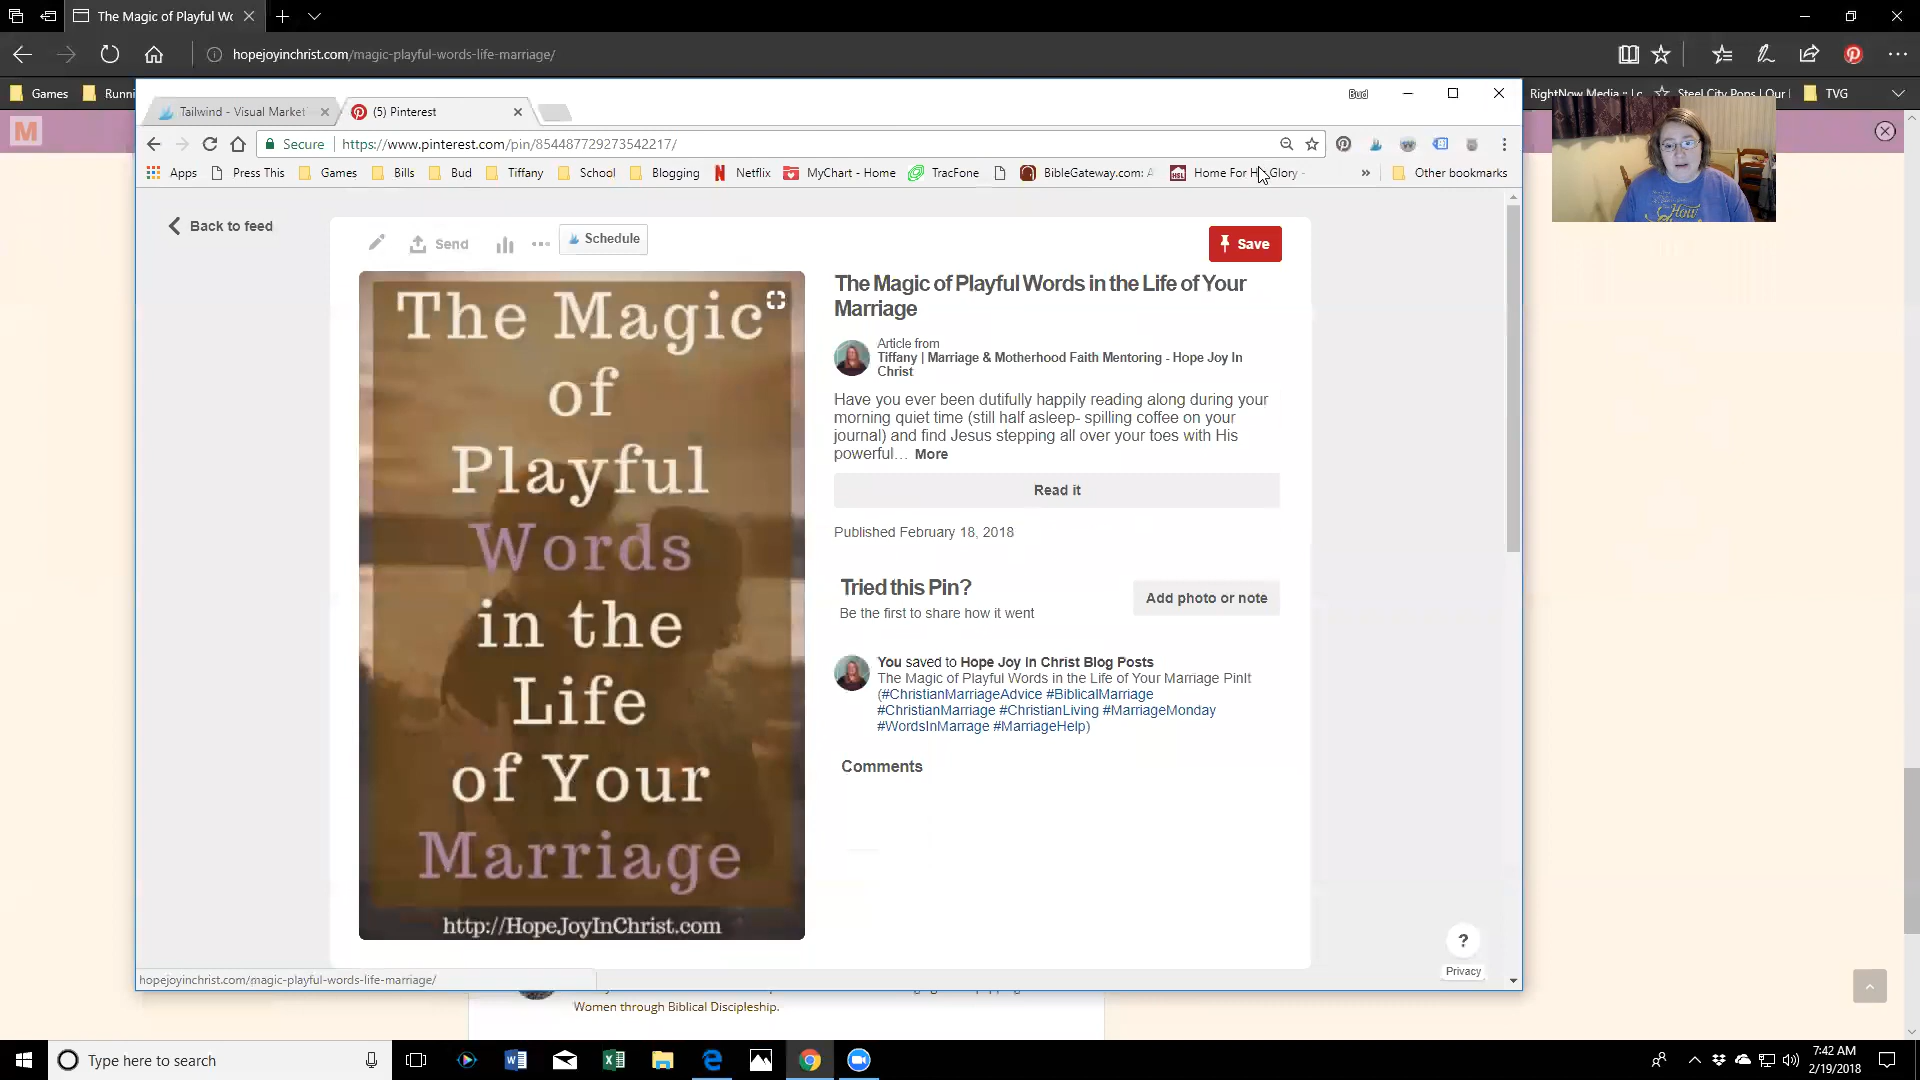 The Magic of Playful Wo
hopejoyinchrist.com/magic-playful-words-life-marriage/
Games
Runni
RightNow Media :: L
Steel City Pops | Our
TVG
M
Bud
Tailwind - Visual Market
(5) Pinterest
Secure
https://www.pinterest.com/pin/854487729273542217/
Apps
Press This
Games
Bills
Bud
Tiffany
School
Blogging
Netflix
MyChart - Home
TracFone
BibleGateway.com: A
Home For H Glory -
»
Other bookmarks
Back to feed
Send
Schedule
Save
The Magic
of
Playful
Words
in the
Life
of Your
Marriage
http://HopeJoyInChrist.com
The Magic of Playful Words in the Life of Your
Marriage
Article from
Tiffany | Marriage & Motherhood Faith Mentoring - Hope Joy In
Christ
Have you ever been dutifully happily reading along during your
morning quiet time (still half asleep- spilling coffee on your
journal) and find Jesus stepping all over your toes with His
powerful… More
Read it
Published February 18, 2018
Tried this Pin?
Be the first to share how it went
Add photo or note
You saved to Hope Joy In Christ Blog Posts
The Magic of Playful Words in the Life of Your Marriage PinIt
(#ChristianMarriageAdvice #BiblicalMarriage
#ChristianMarriage #ChristianLiving #MarriageMonday
#WordsInMarrage #MarriageHelp)
Comments
?
Privacy
hopejoyinchrist.com/magic-playful-words-life-marriage/
Women through Biblical Discipleship.
Type here to search
7:42 AM
2/19/2018